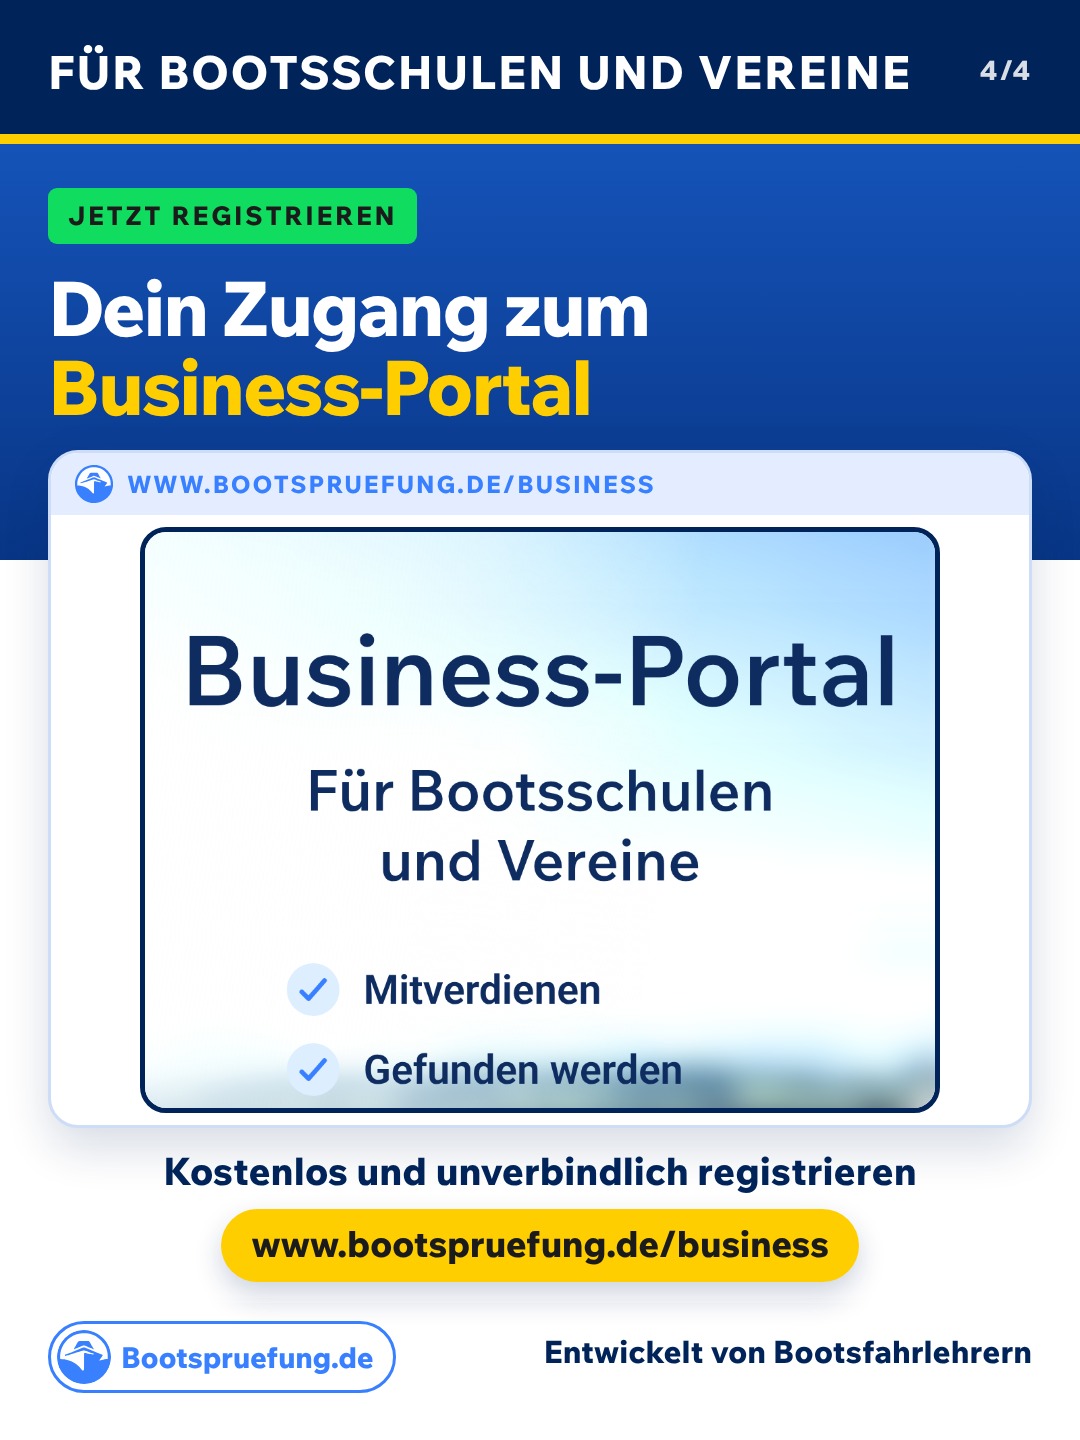 FÜR BOOTSSCHULEN UND VEREINE
4/4
JETZT REGISTRIEREN
Dein Zugang zum
Business-Portal
WWW.BOOTSPRUEFUNG.DE/BUSINESS
Business-Portal
Für Bootsschulen
und Vereine
Mitverdienen
Gefunden werden
Kostenlos und unverbindlich registrieren
www.bootspruefung.de/business
Bootspruefung.de
Entwickelt von Bootsfahrlehrern